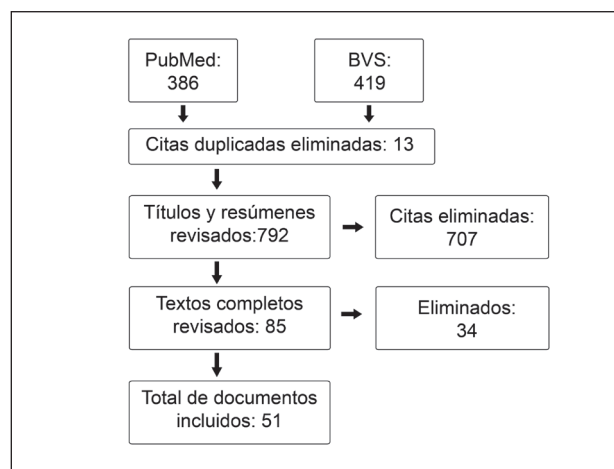 PubMed:
386
BVS:
419
Citas duplicadas eliminadas: 13
Títulos y resúmenes
revisados:792
Citas eliminadas:
707
Textos completos
revisados: 85
Eliminados:
34
Total de documentos
incluidos: 51